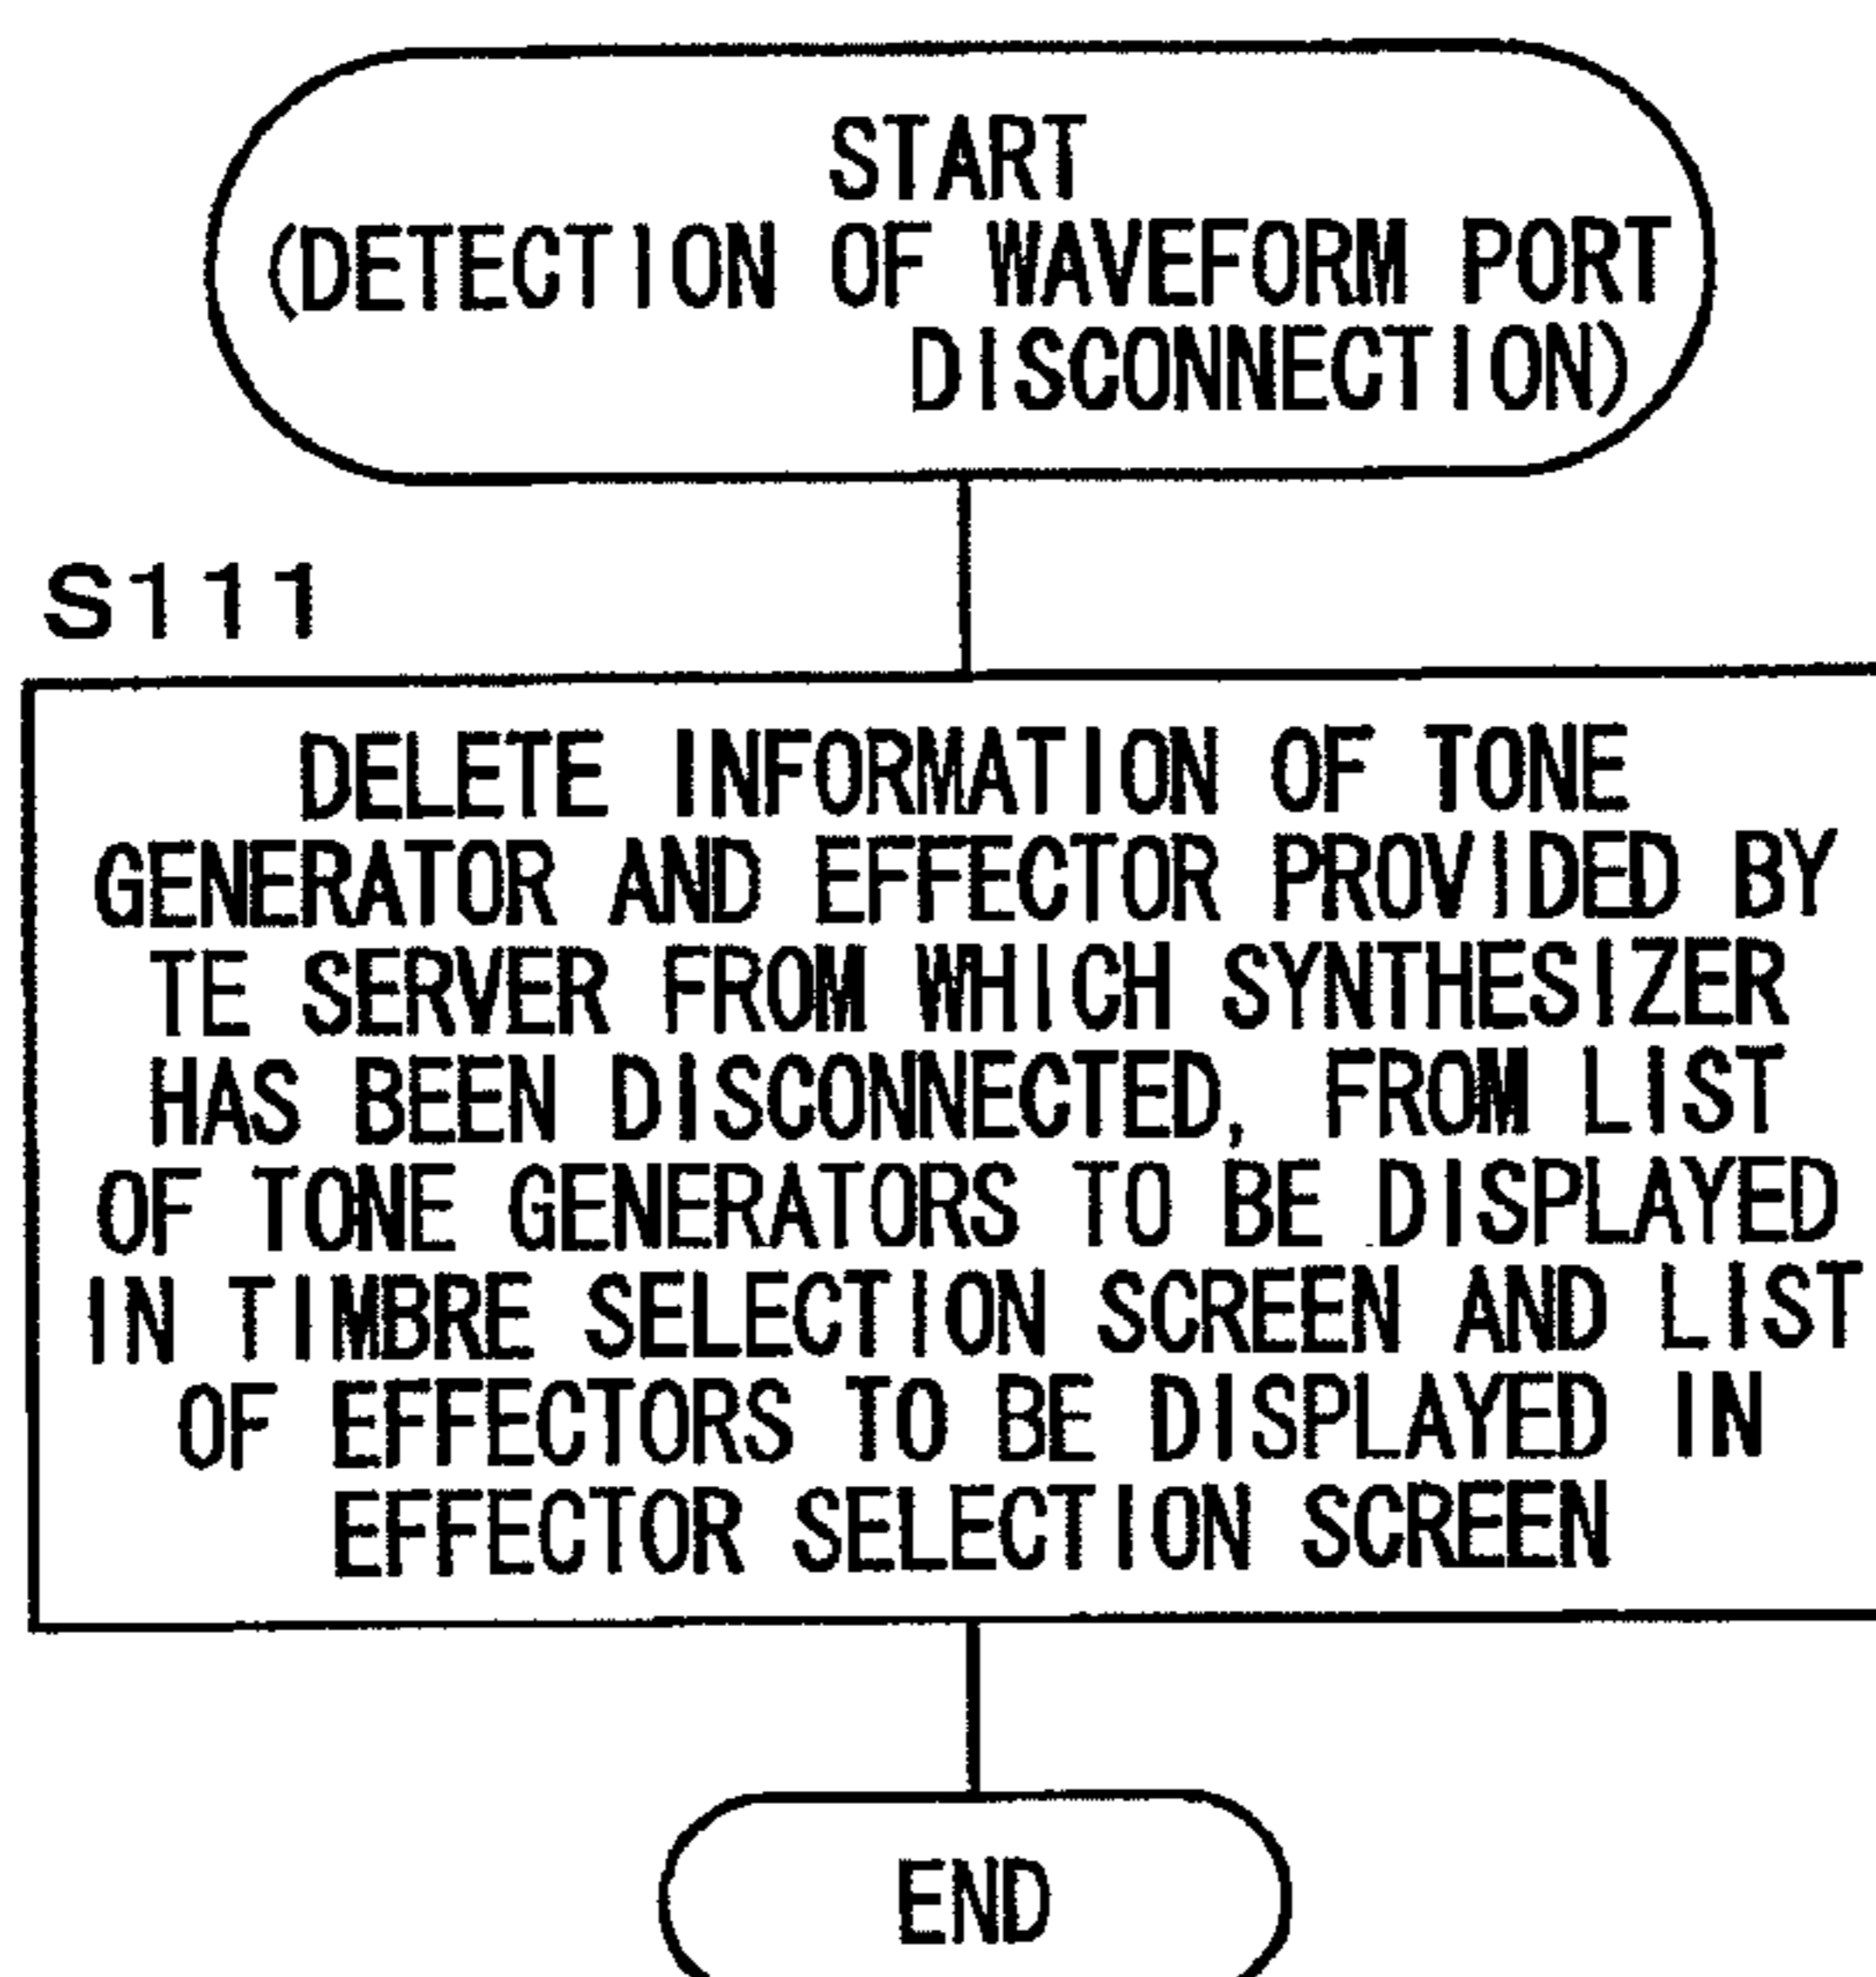 START
(DETECTION OF WAVEFORM PORT
DISCONNECTION)
S111
DELETE INFORMATION OF TONE
GENERATOR AND EFFECTOR PROVIDED BY
TE SERVER FROM WHICH SYNTHESIZER
HAS BEEN DISCONNECTED, FROM LIST
OF TONE GENERATORS TO BE DISPLAYED
IN TIMBRE SELECTION SCREEN AND LIST
OF EFFECTORS TO BE DISPLAYED IN
EFFECTOR SELECTION SCREEN
END